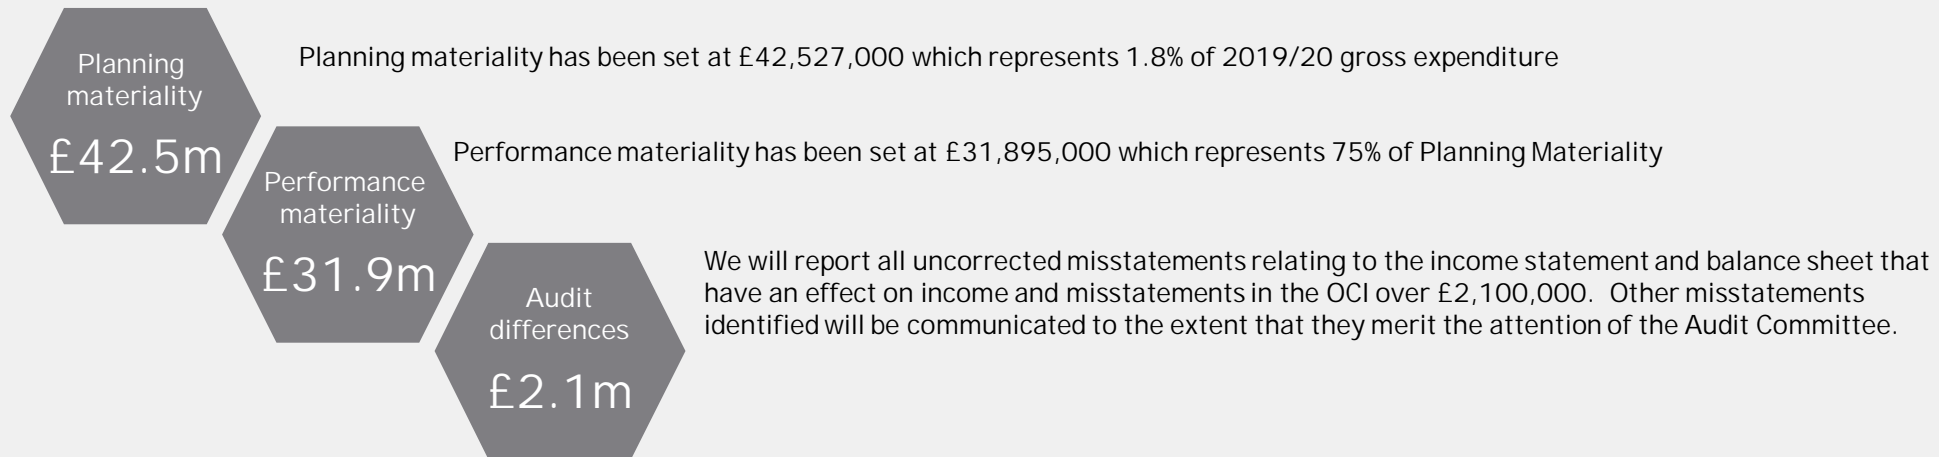 Planning
materiality
£42.5m
Planning materiality has been set at £42,527,000 which represents 1.8% of 2019/20 gross expenditure
Performance
materiality
£31.9m
Performance materiality has been set at £31,895,000 which represents 75% of Planning Materiality
Audit
differences
£2.1m
We will report all uncorrected misstatements relating to the income statement and balance sheet that
have an effect on income and misstatements in the OCI over £2,100,000.  Other misstatements
identified will be communicated to the extent that they merit the attention of the Audit Committee.